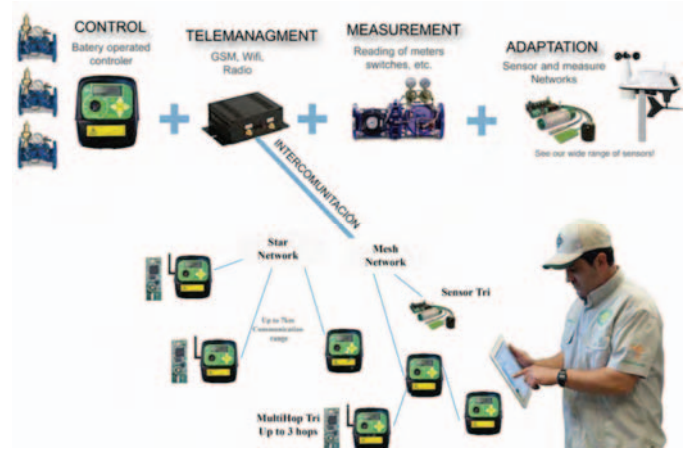 CONTROL
Batery operated
controler
TELEMANAGMENT
GSM, Wifi,
Radio
MEASUREMENT
Reading of meters
switches, etc.
ADAPTATION
Sensor and measure
Networks
See our wide range of sensors!
INTERCOMUNITACIÓN
Star
Network
Mesh
Network
Sensor Tri
Up to
Communication
range
MultiHop Tri
Up to 3 hops